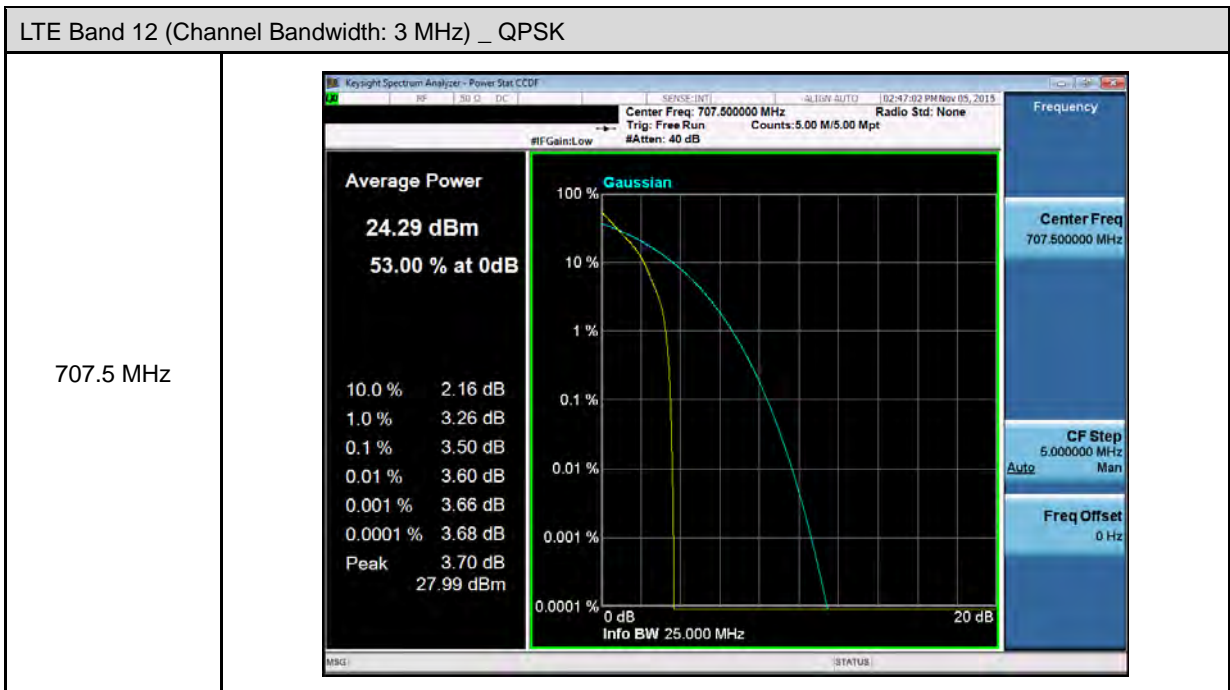 LTE Band 12 (Channel Bandwidth: 3 MHz) _ QPSK
707.5 MHz
Keysight Spectrum Analyzer - Power Stat CCDF
RF 50 Ω DC SENSE:INT ALIGN AUTO 02:47:02 PM Nov 05, 2015
Center Freq: 707.500000 MHz Radio Std: None
Trig: Free Run Counts:5.00 M/5.00 Mpt
#IFGain:Low #Atten: 40 dB
Average Power
24.29 dBm
53.00 % at 0dB
10.0 % 2.16 dB
1.0 % 3.26 dB
0.1 % 3.50 dB
0.01 % 3.60 dB
0.001 % 3.66 dB
0.0001 % 3.68 dB
Peak 3.70 dB
27.99 dBm
Gaussian
100 %
10 %
1 %
0.1 %
0.01 %
0.001 %
0.0001 %
0 dB 20 dB
Info BW 25.000 MHz
Frequency
Center Freq
707.500000 MHz
CF Step
5.000000 MHz
Auto Man
Freq Offset
0 Hz
MSG STATUS